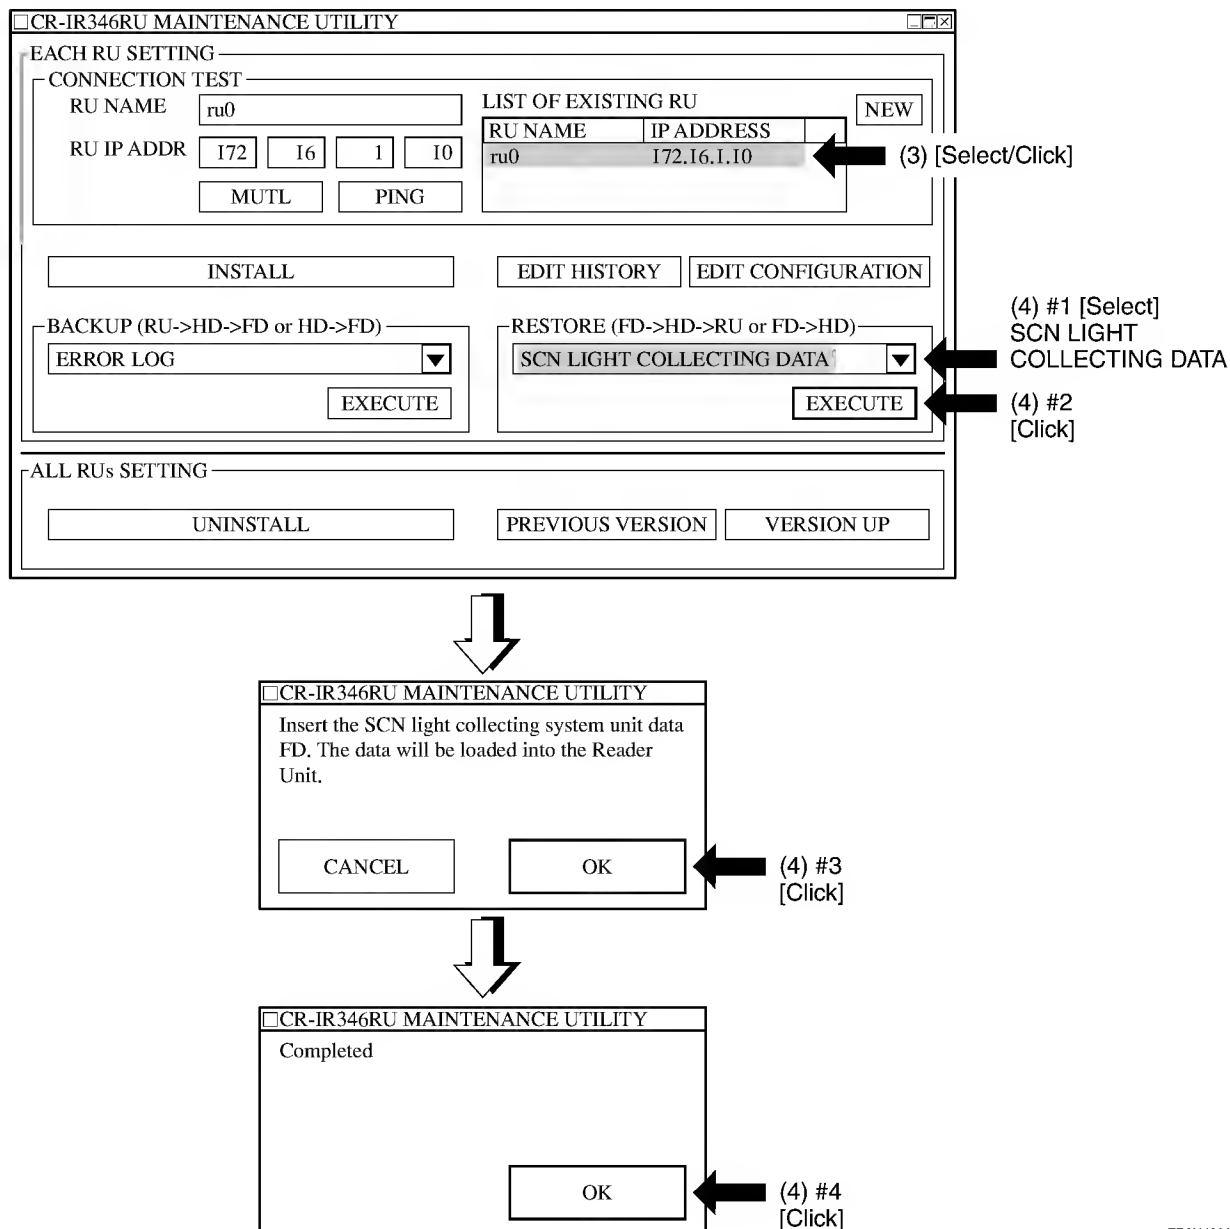 CR-IR346RU MAINTENANCE UTILITY
EACH RU SETTING
CONNECTION TEST
RU NAME ru0
RU IP ADDR 172 16 1 10
MUTL PING
LIST OF EXISTING RU
NEW
RU NAME IP ADDRESS
ru0 172.16.1.10
(3) [Select/Click]
INSTALL
EDIT HISTORY EDIT CONFIGURATION
BACKUP (RU->HD->FD or HD->FD)
ERROR LOG
EXECUTE
RESTORE (FD->HD->RU or FD->HD)
SCN LIGHT COLLECTING DATA
EXECUTE
(4) #1 [Select]
SCN LIGHT
COLLECTING DATA
(4) #2
[Click]
ALL RUs SETTING
UNINSTALL
PREVIOUS VERSION VERSION UP
CR-IR346RU MAINTENANCE UTILITY
Insert the SCN light collecting system unit data
FD. The data will be loaded into the Reader
Unit.
CANCEL OK
(4) #3
[Click]
CR-IR346RU MAINTENANCE UTILITY
Completed
OK
(4) #4
[Click]